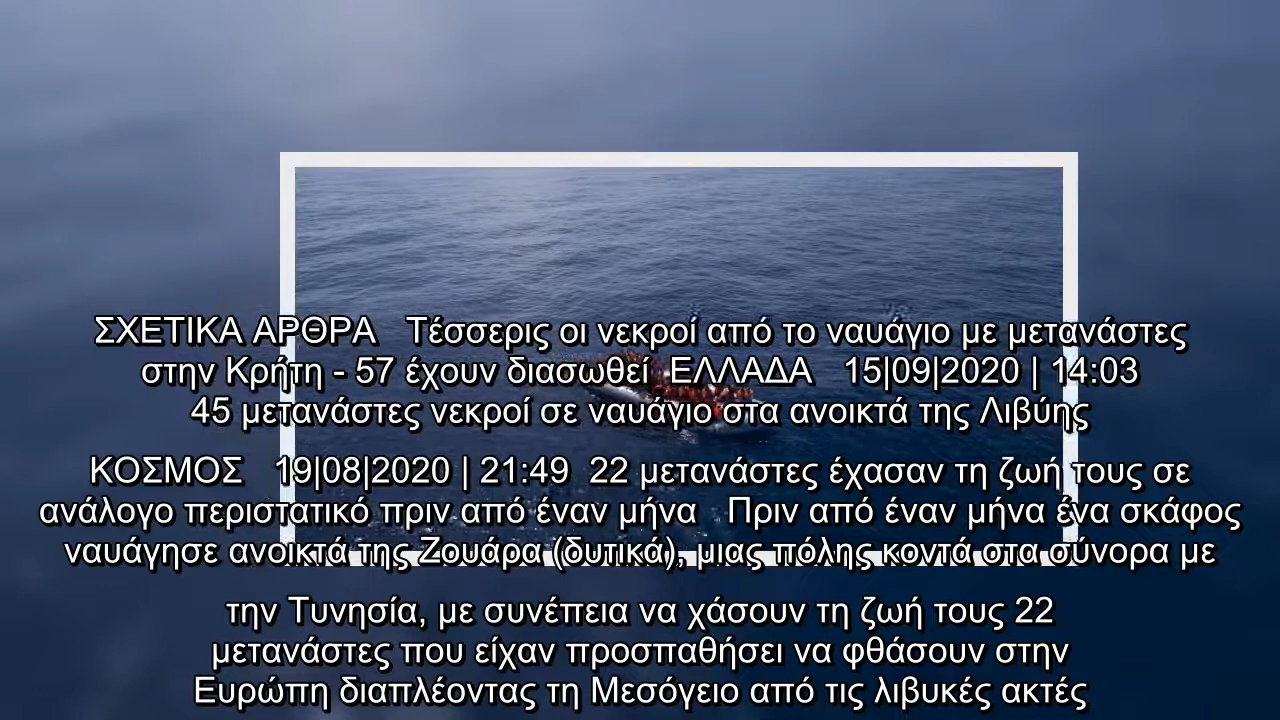 ΣΧΕΤΙΚΑ ΑΡΘΡΑ   Τέσσερις οι νεκροί από το ναυάγιο με μετανάστες
στην Κρήτη - 57 έχουν διασωθεί  ΕΛΛΑΔΑ   15|09|2020 | 14:03
45 μετανάστες νεκροί σε ναυάγιο στα ανοικτά της Λιβύης
ΚΟΣΜΟΣ   19|08|2020 | 21:49  22 μετανάστες έχασαν τη ζωή τους σε
ανάλογο περιστατικό πριν από έναν μήνα   Πριν από έναν μήνα ένα σκάφος
ναυάγησε ανοικτά της Ζουάρα (δυτικά), μιας πόλης κοντά στα σύνορα με
την Τυνησία, με συνέπεια να χάσουν τη ζωή τους 22
μετανάστες που είχαν προσπαθήσει να φθάσουν στην
Ευρώπη διαπλέοντας τη Μεσόγειο από τις λιβυκές ακτές